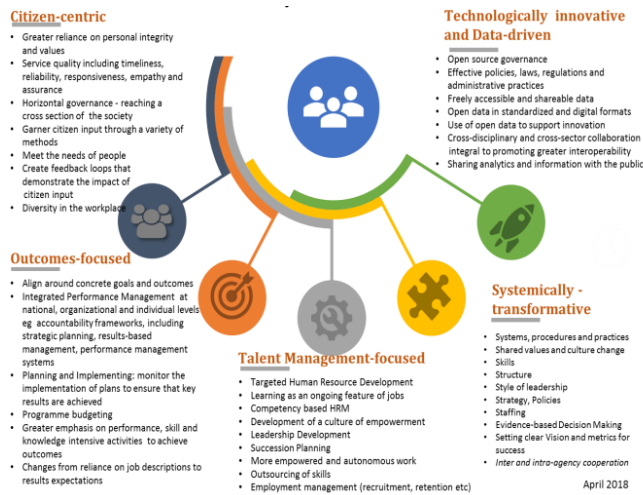 Citizen-centric
• Greater reliance on personal integrity
and values
• Service quality including timeliness,
reliability, responsiveness, empathy and
assurance
• Horizontal governance - reaching a
cross section of the society
• Garner citizen input through a variety of
methods
• Meet the needs of people
• Create feedback loops that
demonstrate the impact of
citizen input
• Diversity in the workplace
Technologically innovative
and Data-driven
• Open source governance
• Effective policies, laws, regulations and
administrative practices
• Freely accessible and shareable data
• Open data in standardized and digital formats
• Use of open data to support innovation
• Cross-disciplinary and cross-sector collaboration
integral to promoting greater interoperability
• Sharing analytics and information with the public
Outcomes-focused
• Align around concrete goals and outcomes
• Integrated Performance Management at
national, organizational and individual levels
eg accountability frameworks, including
strategic planning, results-based
management, performance management
systems
• Planning and Implementing: monitor the
implementation of plans to ensure that key
results are achieved
• Programme budgeting
• Greater emphasis on performance, skill and
knowledge intensive activities to achieve
outcomes
• Changes from reliance on job descriptions to
results expectations
Talent Management-focused
• Targeted Human Resource Development
• Learning as an ongoing feature of jobs
• Competency based HRM
• Development of a culture of empowerment
• Leadership Development
• Succession Planning
• More empowered and autonomous work
• Outsourcing of skills
• Employment management (recruitment, retention etc)
Systemically -
transformative
• Systems, procedures and practices
• Shared values and culture change
• Skills
• Structure
• Style of leadership
• Strategy, Policies
• Staffing
• Evidence-based Decision Making
• Setting clear Vision and metrics for
success
• Inter and intra-agency cooperation
April 2018